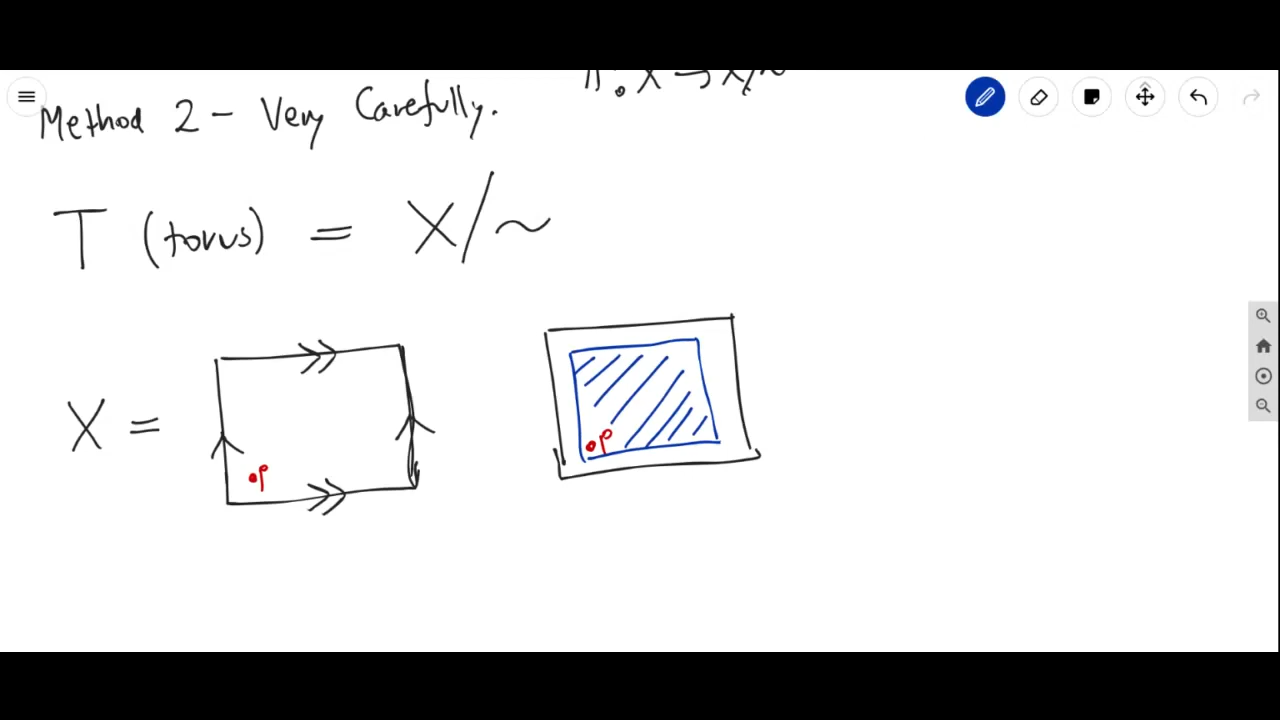 π: X → X/~
Method 2 - Very Carefully.
T (torus) = X/~
X =
p
p